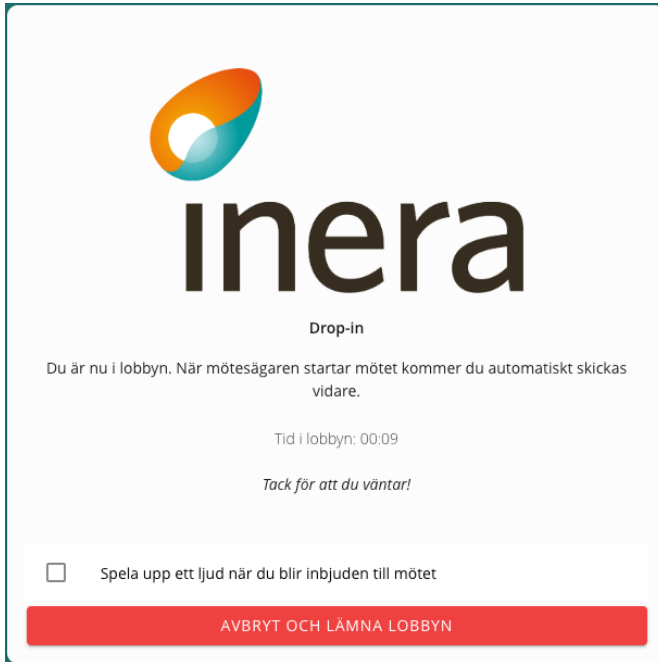 inera
Drop-in
Du är nu i lobbyn. När mötesägaren startar mötet kommer du automatiskt skickas
vidare.
Tid i lobbyn: 00:09
Tack för att du väntar!
Spela upp ett ljud när du blir inbjuden till mötet
AVBRYT OCH LÄMNA LOBBYN